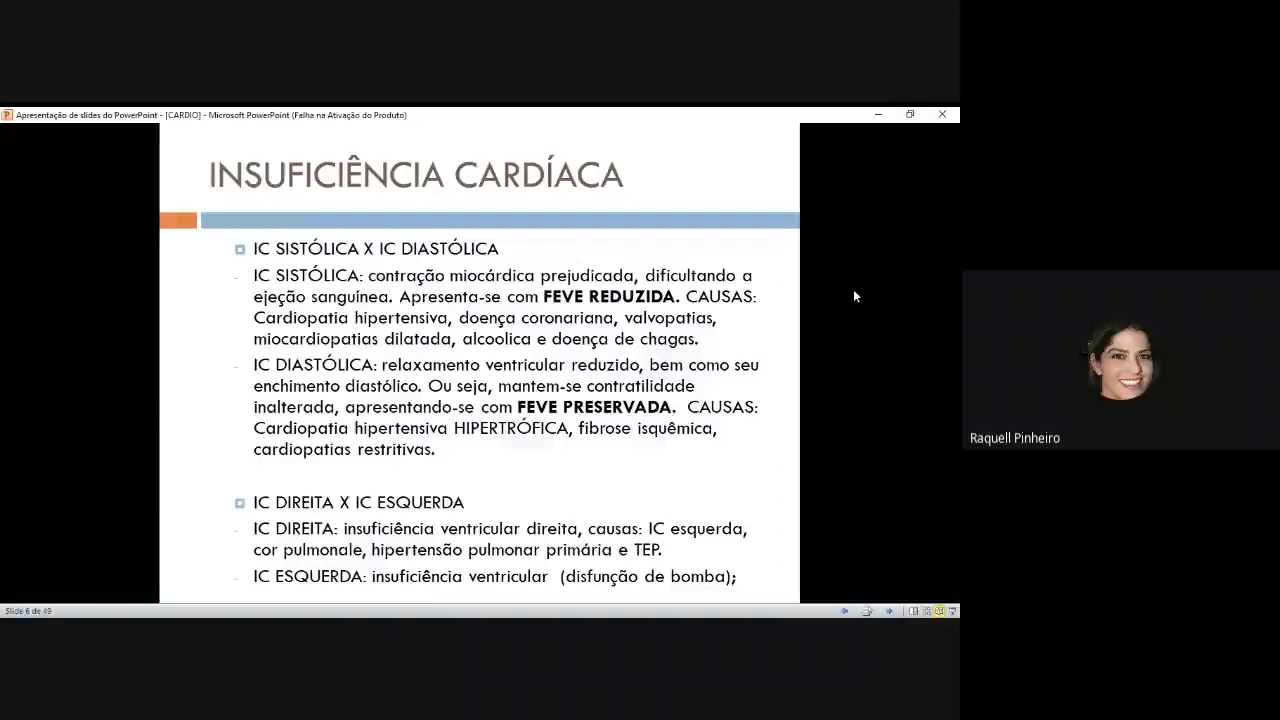 Apresentação de slides do PowerPoint - [CARDIO] - Microsoft PowerPoint (Falha na Ativação do Produto)
INSUFICIÊNCIA CARDÍACA
IC SISTÓLICA X IC DIASTÓLICA
- IC SISTÓLICA: contração miocárdica prejudicada, dificultando a
ejeção sanguínea. Apresenta-se com FEVE REDUZIDA. CAUSAS:
Cardiopatia hipertensiva, doença coronariana, valvopatias,
miocardiopatias dilatada, alcoolica e doença de chagas.
- IC DIASTÓLICA: relaxamento ventricular reduzido, bem como seu
enchimento diastólico. Ou seja, mantem-se contratilidade
inalterada, apresentando-se com FEVE PRESERVADA. CAUSAS:
Cardiopatia hipertensiva HIPERTRÓFICA, fibrose isquêmica,
cardiopatias restritivas.
IC DIREITA X IC ESQUERDA
- IC DIREITA: insuficiência ventricular direita, causas: IC esquerda,
cor pulmonale, hipertensão pulmonar primária e TEP.
- IC ESQUERDA: insuficiência ventricular (disfunção de bomba);
Slide 6 de 49
Raquell Pinheiro